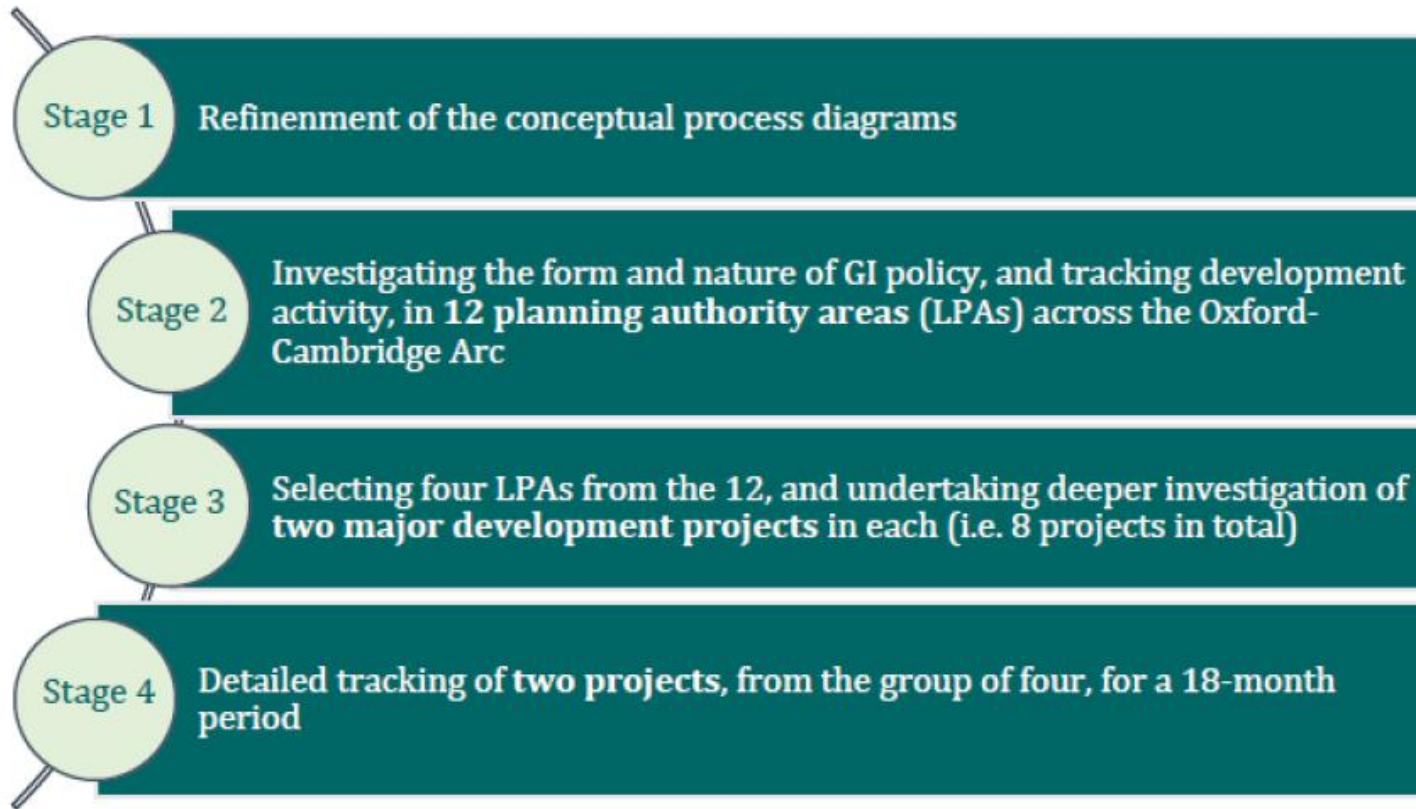 Stage 1
Refinenment of the conceptual process diagrams
Stage 2
Investigating the form and nature of GI policy, and tracking development
activity, in 12 planning authority areas (LPAs) across the Oxford-
Cambridge Arc
Stage 3
Selecting four LPAs from the 12, and undertaking deeper investigation of
two major development projects in each (i.e. 8 projects in total)
Stage 4
Detailed tracking of two projects, from the group of four, for a 18-month
period